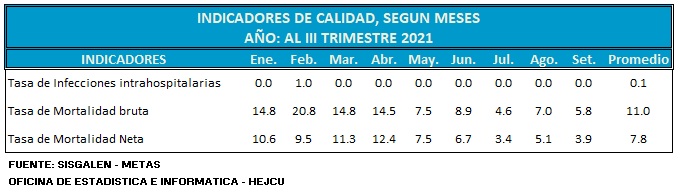 INDICADORES DE CALIDAD, SEGUN MESES
AÑO: AL III TRIMESTRE 2021
INDICADORES Ene. Feb. Mar. Abr. May. Jun. Jul. Ago. Set. Promedio
Tasa de Infecciones intrahospitalarias 0.0 1.0 0.0 0.0 0.0 0.0 0.0 0.0 0.0 0.1
Tasa de Mortalidad bruta 14.8 20.8 14.8 14.5 7.5 8.9 4.6 7.0 5.8 11.0
Tasa de Mortalidad Neta 10.6 9.5 11.3 12.4 7.5 6.7 3.4 5.1 3.9 7.8
FUENTE: SISGALEN - METAS
OFICINA DE ESTADISTICA E INFORMATICA - HEJCU